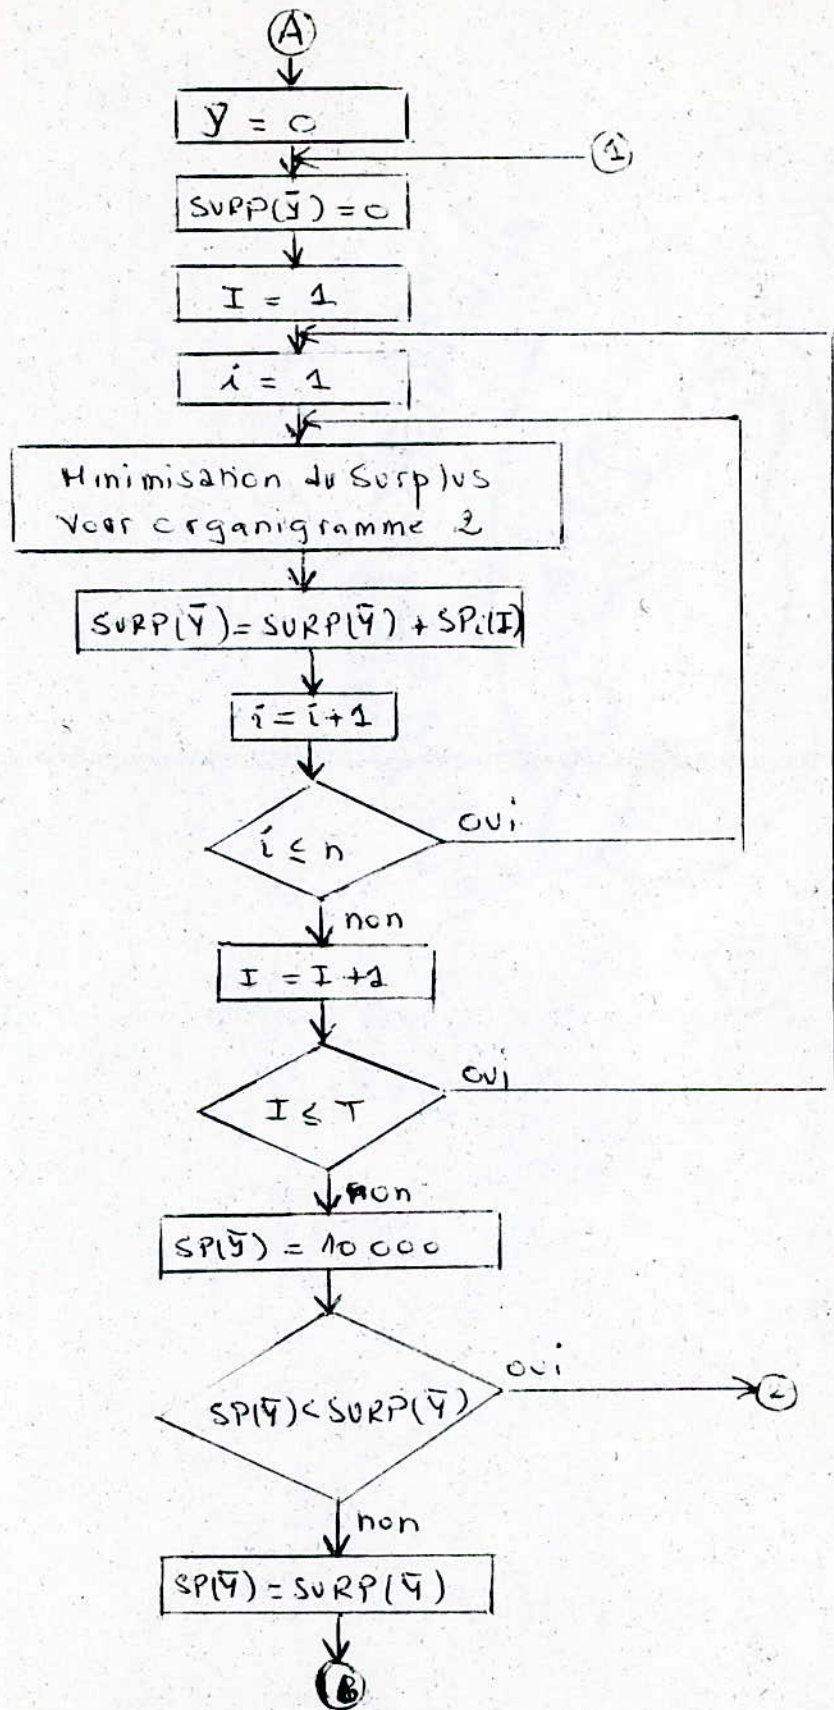 A
Ȳ = 0
1
SURP(Ȳ) = 0
I = 1
i = 1
Minimisation du Surplus
Voir organigramme 2
SURP(Ȳ) = SURP(Ȳ) + SPi(I)
i = i + 1
i ≤ n
oui
non
I = I + 1
I ≤ T
oui
non
SP(Ȳ) = 10 000
SP(Ȳ) < SURP(Ȳ)
oui
2
non
SP(Ȳ) = SURP(Ȳ)
B